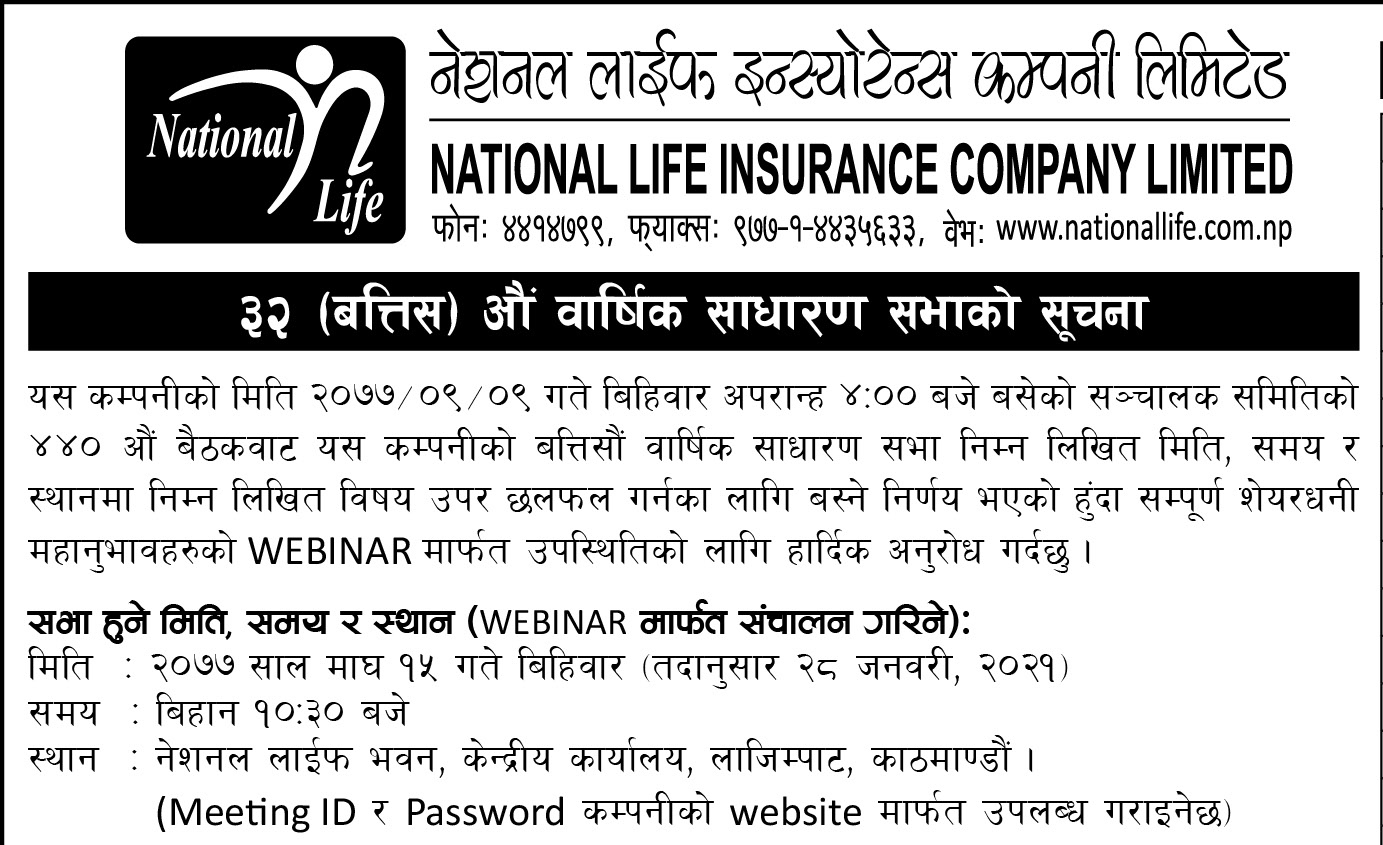 नेशनल लाईफ इन्स्योरेन्स कम्पनी लिमिटेड
National Life
NATIONAL LIFE INSURANCE COMPANY LIMITED
फोनः ४४१४७९९, फ्याक्सः ९७७-१-४४३५६३३, वेभः www.nationallife.com.np
३२ (बत्तिस) औं वार्षिक साधारण सभाको सूचना
यस कम्पनीको मिति २०७७/०९/०९ गते बिहिवार अपरान्ह ४:०० बजे बसेको सञ्चालक समितिको
४४० औं बैठकवाट यस कम्पनीको बत्तिसौं वार्षिक साधारण सभा निम्न लिखित मिति, समय र
स्थानमा निम्न लिखित विषय उपर छलफल गर्नका लागि बस्ने निर्णय भएको हुंदा सम्पूर्ण शेयरधनी
महानुभावहरुको WEBINAR मार्फत उपस्थितिको लागि हार्दिक अनुरोध गर्दछु ।
सभा हुने मिति, समय र स्थान (WEBINAR मार्फत संचालन गरिने):
मिति : २०७७ साल माघ १५ गते बिहिवार (तदानुसार २८ जनवरी, २०२१)
समय : बिहान १०:३० बजे
स्थान : नेशनल लाईफ भवन, केन्द्रीय कार्यालय, लाजिम्पाट, काठमाण्डौं ।
(Meeting ID र Password कम्पनीको website मार्फत उपलब्ध गराइनेछ)